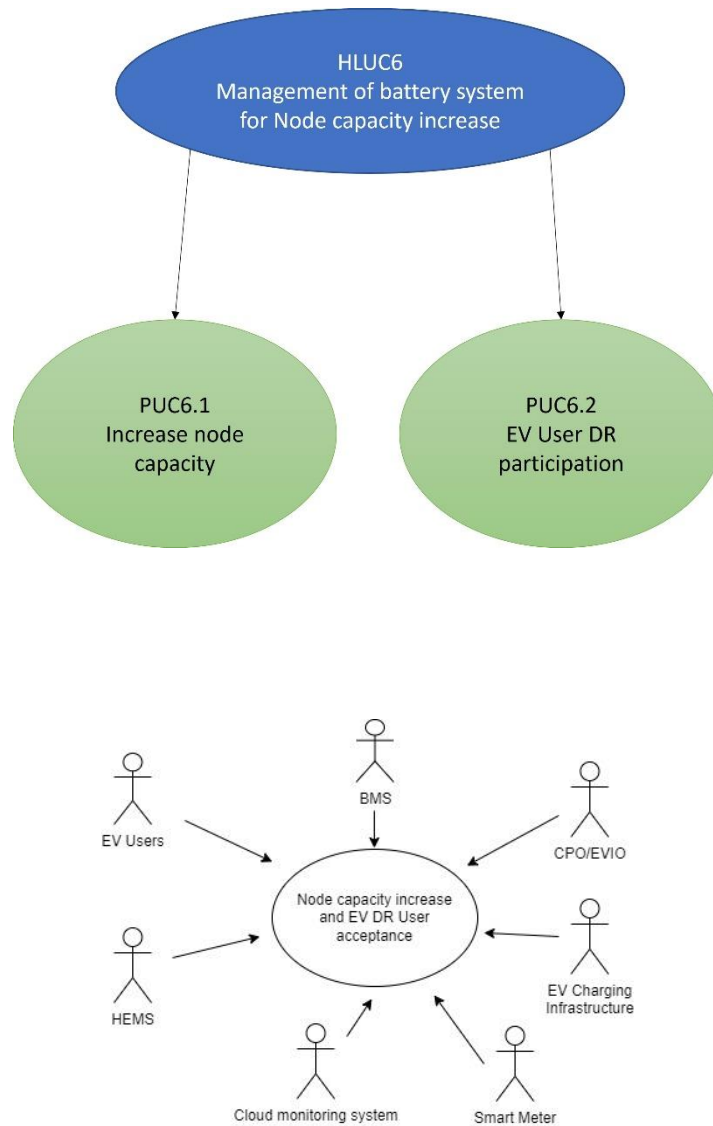 HLUC6
Management of battery system
for Node capacity increase
PUC6.1
Increase node
capacity
PUC6.2
EV User DR
participation
BMS
EV Users
CPO/EVIO
Node capacity increase
and EV DR User
acceptance
HEMS
EV Charging
Infrastructure
Cloud monitoring system
Smart Meter